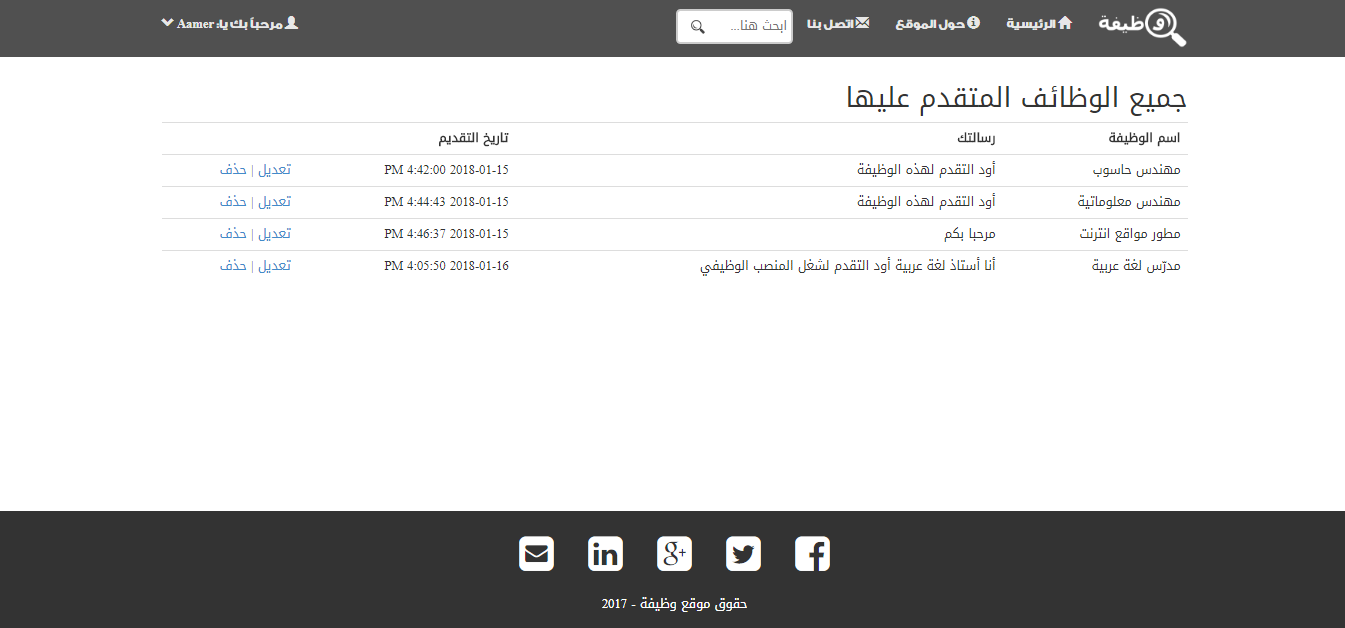 وظيفة الرئيسية حول الموقع اتصل بنا ابحث هنا... مرحباً بك يا: Aamer
جميع الوظائف المتقدم عليها
اسم الوظيفة رسالتك تاريخ التقديم
مهندس حاسوب أود التقدم لهذه الوظيفة 2018-01-15 4:42:00 PM تعديل | حذف
مهندس معلوماتية أود التقدم لهذه الوظيفة 2018-01-15 4:44:43 PM تعديل | حذف
مطور مواقع انترنت مرحبا بكم 2018-01-15 4:46:37 PM تعديل | حذف
مدرّس لغة عربية أنا أستاذ لغة عربية أود التقدم لشغل المنصب الوظيفي 2018-01-16 4:05:50 PM تعديل | حذف
حقوق موقع وظيفة - 2017